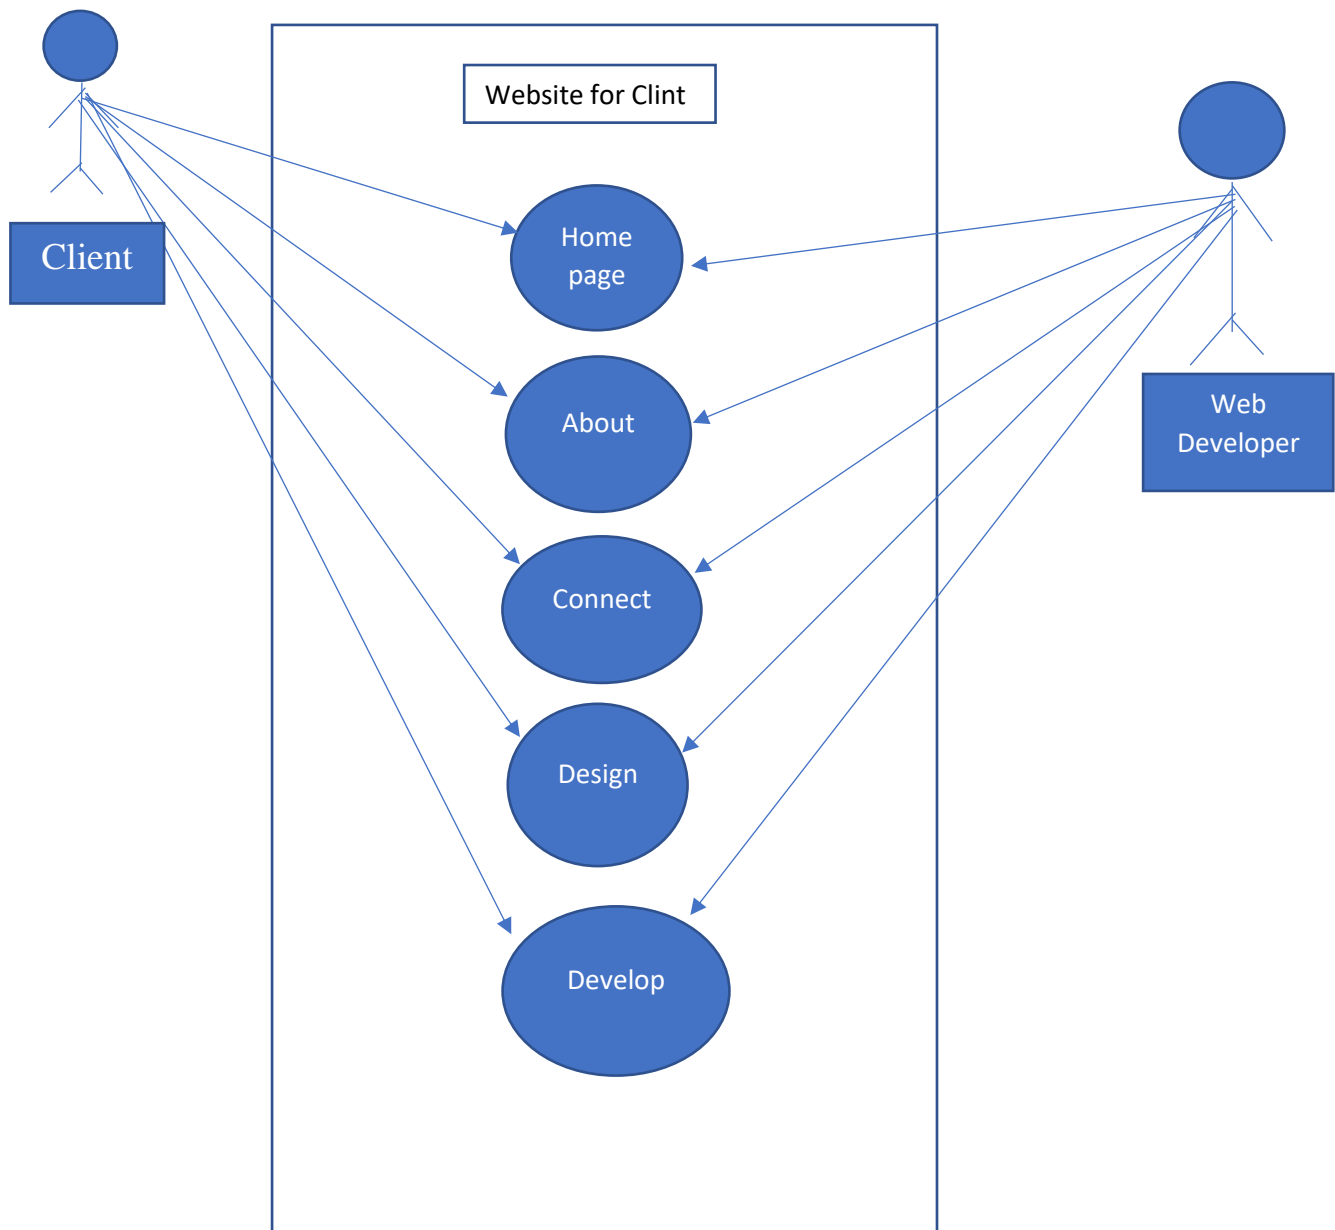 Website for Clint
Client
Home
page
About
Connect
Design
Develop
Web
Developer